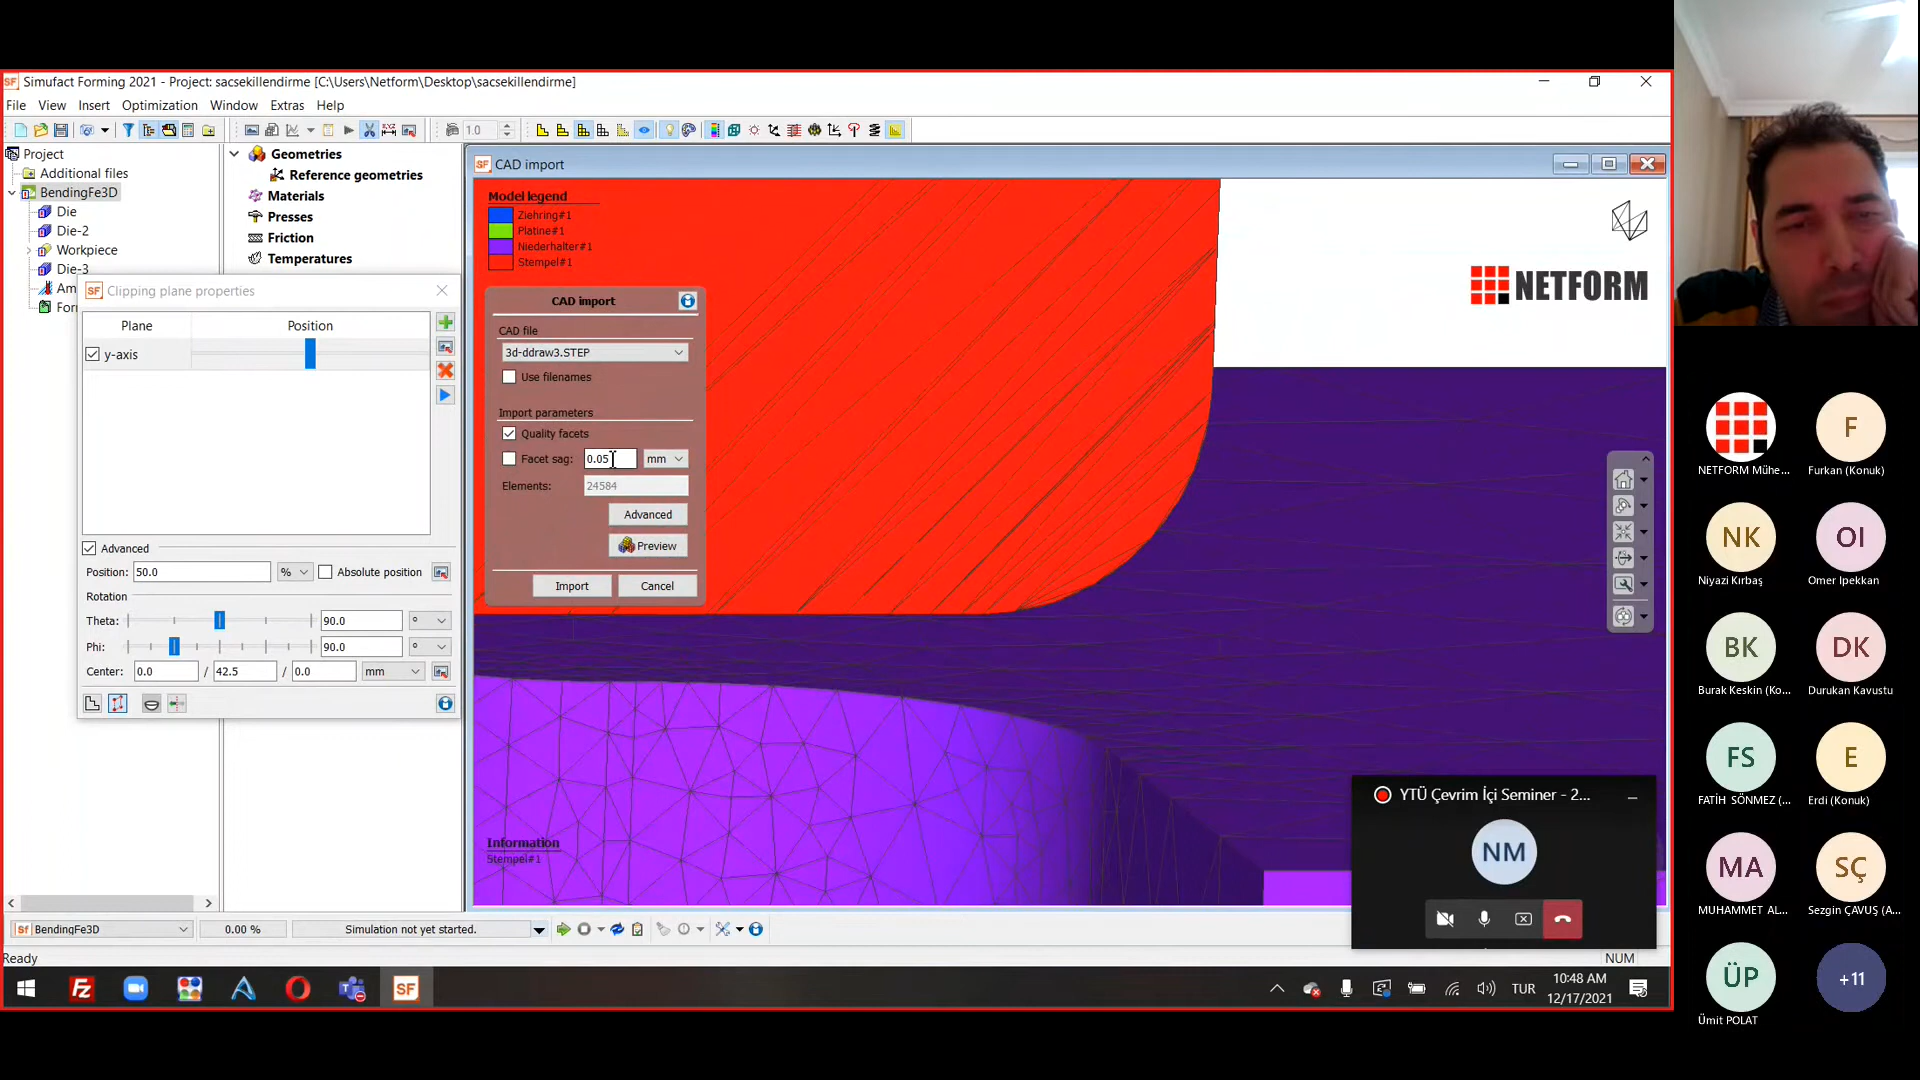 Simufact Forming 2021 - Project: sacsekillendirme [C:\Users\Netform\Desktop\sacsekillendirme]
File View Insert Optimization Window Extras Help
1.0
Project
Additional files
BendingFe3D
Die
Die-2
Workpiece
Die-3
Am
For
Geometries
Reference geometries
Materials
Presses
Friction
Temperatures
Clipping plane properties
Plane Position
y-axis
Advanced
Position: 50.0 % Absolute position
Rotation
Theta: 90.0 °
Phi: 90.0 °
Center: 0.0 / 42.5 / 0.0 mm
CAD import
Model legend
Ziehring#1
Platine#1
Niederhalter#1
Stempel#1
CAD import
CAD file
3d-ddraw3.STEP
Use filenames
Import parameters
Quality facets
Facet sag: 0.05 mm
Elements: 24584
Advanced
Preview
Import Cancel
NETFORM
Information
Stempel#1
YTÜ Çevrim İçi Seminer - 2...
NM
BendingFe3D 0.00 % Simulation not yet started.
Ready
NUM
TUR
10:48 AM
12/17/2021
NETFORM Mühe...
F
Furkan (Konuk)
NK
Niyazi Kırbaş
OI
Omer Ipekkan
BK
Burak Keskin (Ko...
DK
Durukan Kavustu
FS
FATİH SÖNMEZ (...
E
Erdi (Konuk)
MA
MUHAMMET AL...
SÇ
Sezgin ÇAVUŞ (A...
ÜP
Ümit POLAT
+11